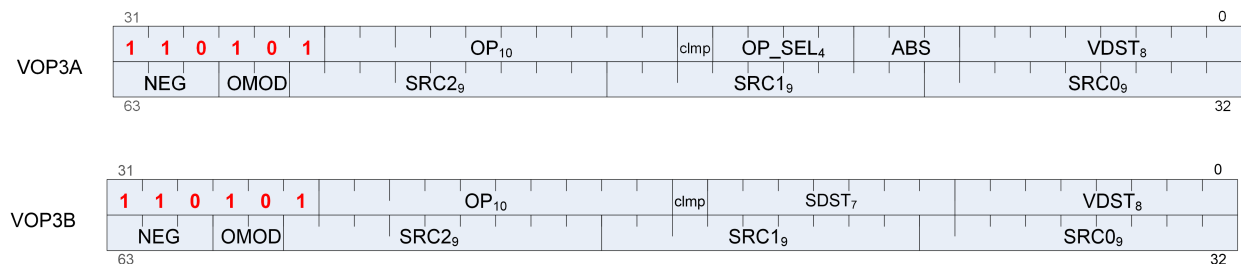 31 0
VOP3A 1 1 0 1 0 1 OP10 clmp OP_SEL4 ABS VDST8
NEG OMOD SRC29 SRC19 SRC09
63 32
31 0
VOP3B 1 1 0 1 0 1 OP10 clmp SDST7 VDST8
NEG OMOD SRC29 SRC19 SRC09
63 32